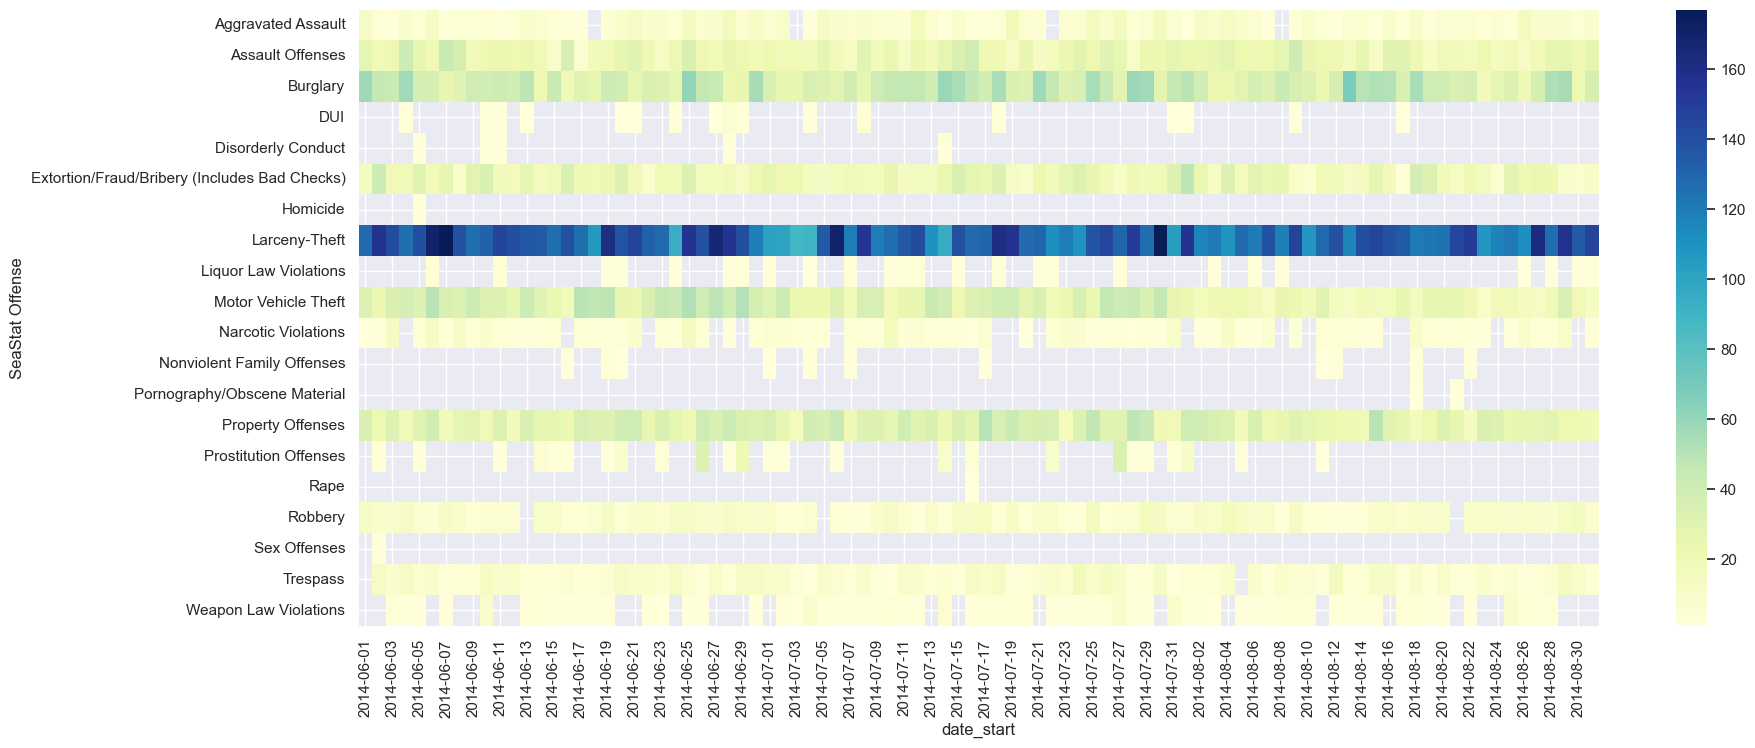 Aggravated Assault
Assault Offenses
Burglary
DUI
Disorderly Conduct
Extortion/Fraud/Bribery (Includes Bad Checks)
Homicide
Larceny-Theft
Liquor Law Violations
Motor Vehicle Theft
Narcotic Violations
Nonviolent Family Offenses
Pornography/Obscene Material
Property Offenses
Prostitution Offenses
Rape
Robbery
Sex Offenses
Trespass
Weapon Law Violations
SeaStat Offense
2014-06-01
2014-06-03
2014-06-05
2014-06-07
2014-06-09
2014-06-11
2014-06-13
2014-06-15
2014-06-17
2014-06-19
2014-06-21
2014-06-23
2014-06-25
2014-06-27
2014-06-29
2014-07-01
2014-07-03
2014-07-05
2014-07-07
2014-07-09
2014-07-11
2014-07-13
2014-07-15
2014-07-17
2014-07-19
2014-07-21
2014-07-23
2014-07-25
2014-07-27
2014-07-29
2014-07-31
2014-08-02
2014-08-04
2014-08-06
2014-08-08
2014-08-10
2014-08-12
2014-08-14
2014-08-16
2014-08-18
2014-08-20
2014-08-22
2014-08-24
2014-08-26
2014-08-28
2014-08-30
date_start
160
140
120
100
80
60
40
20